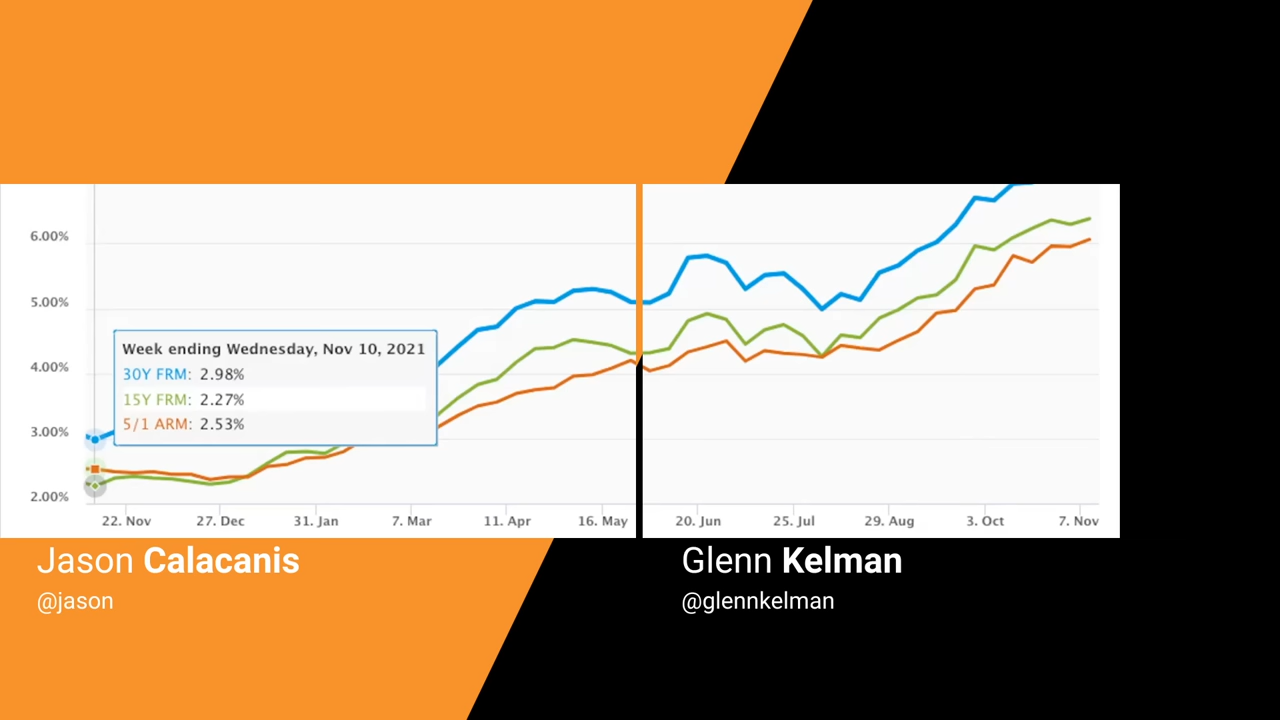 6.00%
5.00%
4.00%
3.00%
2.00%
Week ending Wednesday, Nov 10, 2021
30Y FRM: 2.98%
15Y FRM: 2.27%
5/1 ARM: 2.53%
22. Nov 27. Dec 31. Jan 7. Mar 11. Apr 16. May 20. Jun 25. Jul 29. Aug 3. Oct 7. Nov
Jason Calacanis
@jason
Glenn Kelman
@glennkelman